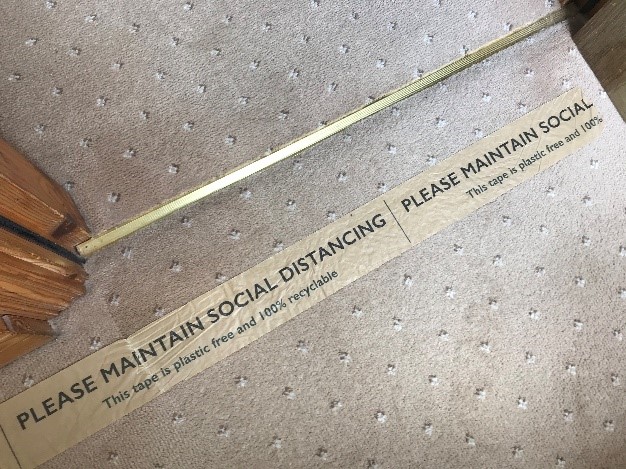 PLEASE MAINTAIN SOCIAL DISTANCING
This tape is plastic free and 100% recyclable
PLEASE MAINTAIN SOCIAL
This tape is plastic free and 100%